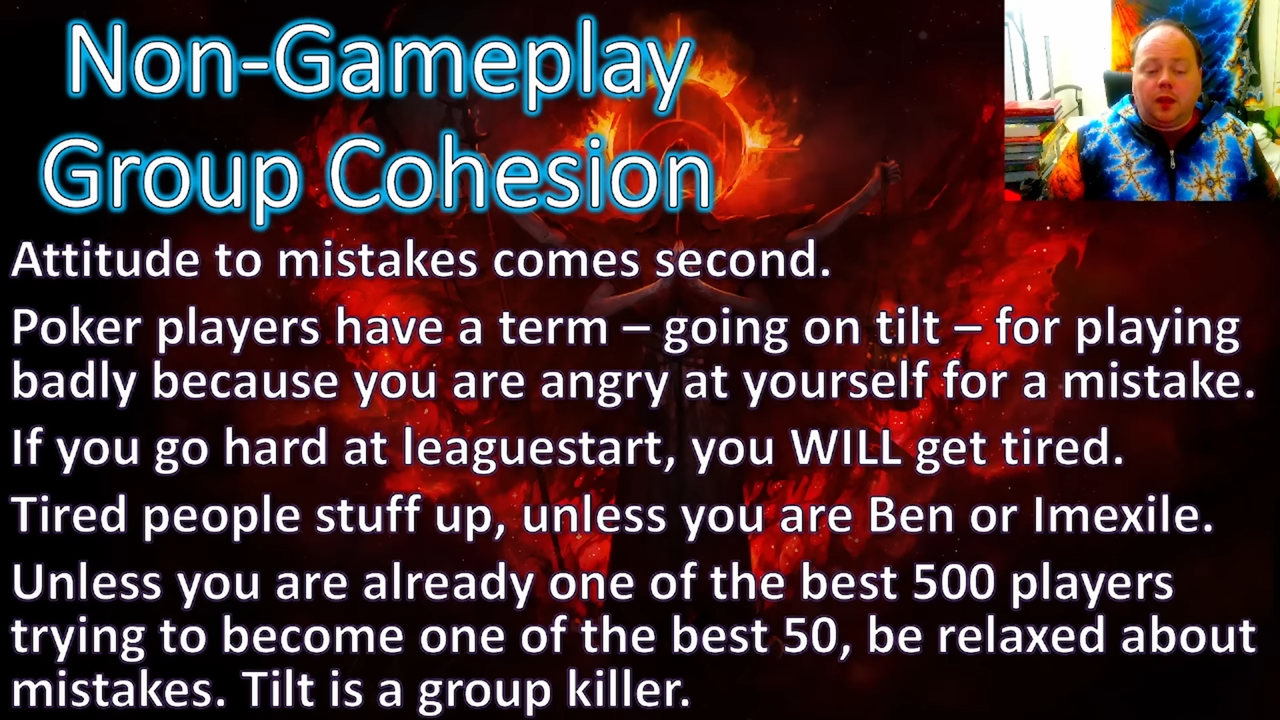 Non-Gameplay
Group Cohesion
Attitude to mistakes comes second.
Poker players have a term – going on tilt – for playing
badly because you are angry at yourself for a mistake.
If you go hard at leaguestart, you WILL get tired.
Tired people stuff up, unless you are Ben or Imexile.
Unless you are already one of the best 500 players
trying to become one of the best 50, be relaxed about
mistakes. Tilt is a group killer.